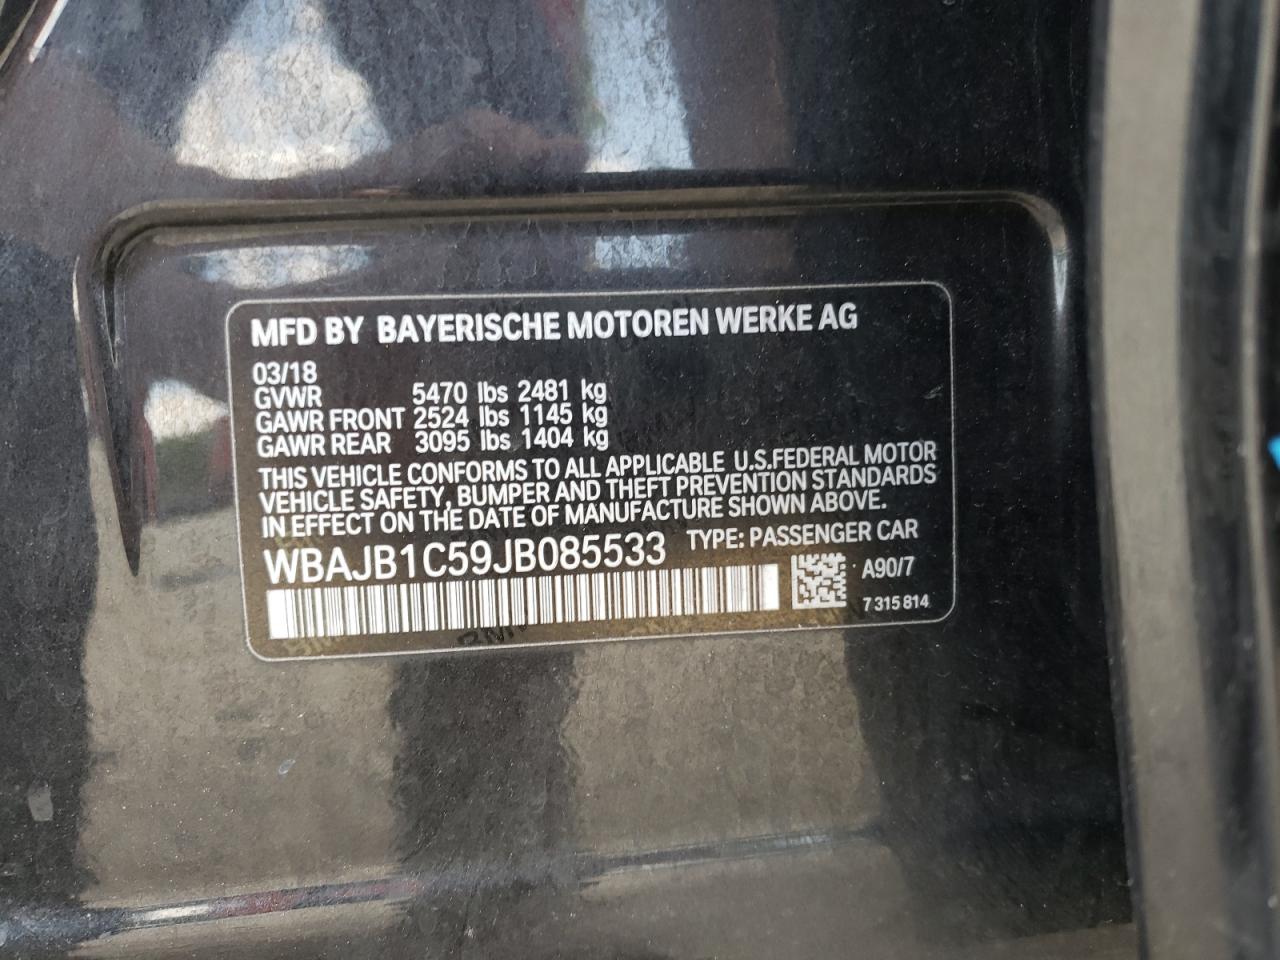 MFD BY BAYERISCHE MOTOREN WERKE AG
03/18
GVWR 5470 lbs 2481 kg
GAWR FRONT 2524 lbs 1145 kg
GAWR REAR 3095 lbs 1404 kg
THIS VEHICLE CONFORMS TO ALL APPLICABLE U.S.FEDERAL MOTOR
VEHICLE SAFETY, BUMPER AND THEFT PREVENTION STANDARDS
IN EFFECT ON THE DATE OF MANUFACTURE SHOWN ABOVE.
WBAJB1C59JB085533 TYPE: PASSENGER CAR
A90/7
7 315 814